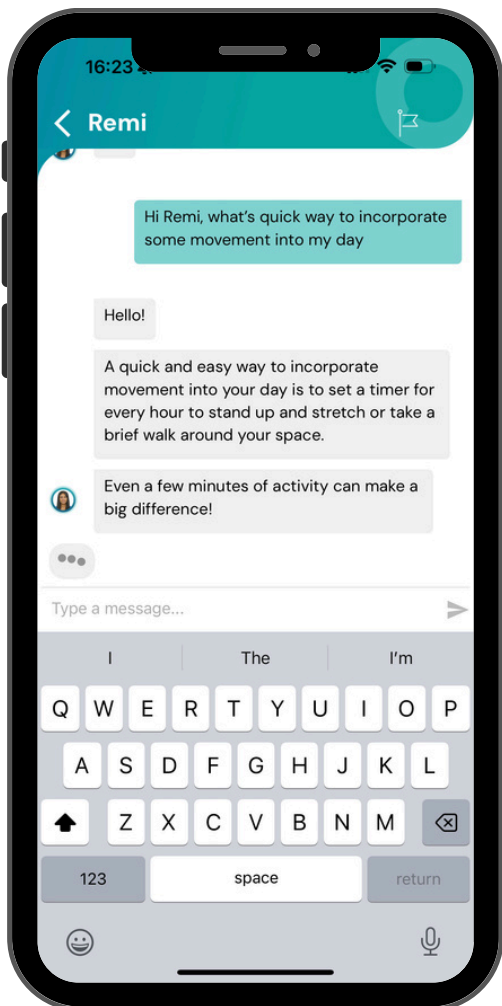 16:23
Remi
Hi Remi, what's quick way to incorporate
some movement into my day
Hello!
A quick and easy way to incorporate
movement into your day is to set a timer for
every hour to stand up and stretch or take a
brief walk around your space.
Even a few minutes of activity can make a
big difference!
Type a message...
I The I'm
Q W E R T Y U I O P
A S D F G H J K L
Z X C V B N M
123 space return